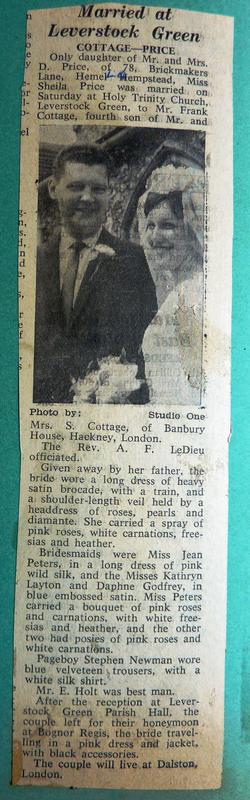 Married at
Leverstock Green
COTTAGE—PRICE
Only daughter of Mr. and Mrs.
D. Price, of 78, Brickmakers
Lane, Hemel Hempstead, Miss
Sheila Price was married on
Saturday at Holy Trinity Church,
Leverstock Green, to Mr. Frank
Cottage, fourth son of Mr. and
Photo by: Studio One
Mrs. S. Cottage, of Banbury
House, Hackney, London.
The Rev. A. F. LeDieu
officiated.
Given away by her father, the
bride wore a long dress of heavy
satin brocade, with a train, and
a shoulder-length veil held by a
headdress of roses, pearls and
diamante. She carried a spray of
pink roses, white carnations, free-
sias and heather.
Bridesmaids were Miss Jean
Peters, in a long dress of pink
wild silk, and the Misses Kathryn
Layton and Daphne Godfrey, in
blue embossed satin. Miss Peters
carried a bouquet of pink roses
and carnations, with white free-
sias and heather, and the other
two had posies of pink roses and
white carnations.
Pageboy Stephen Newman wore
blue velveteen trousers, with a
white silk shirt.
Mr. E. Holt was best man.
After the reception at Lever-
stock Green Parish Hall, the
couple left for their honeymoon
at Bognor Regis, the bride travel-
ling in a pink dress and jacket,
with black accessories.
The couple will live at Dalston,
London.